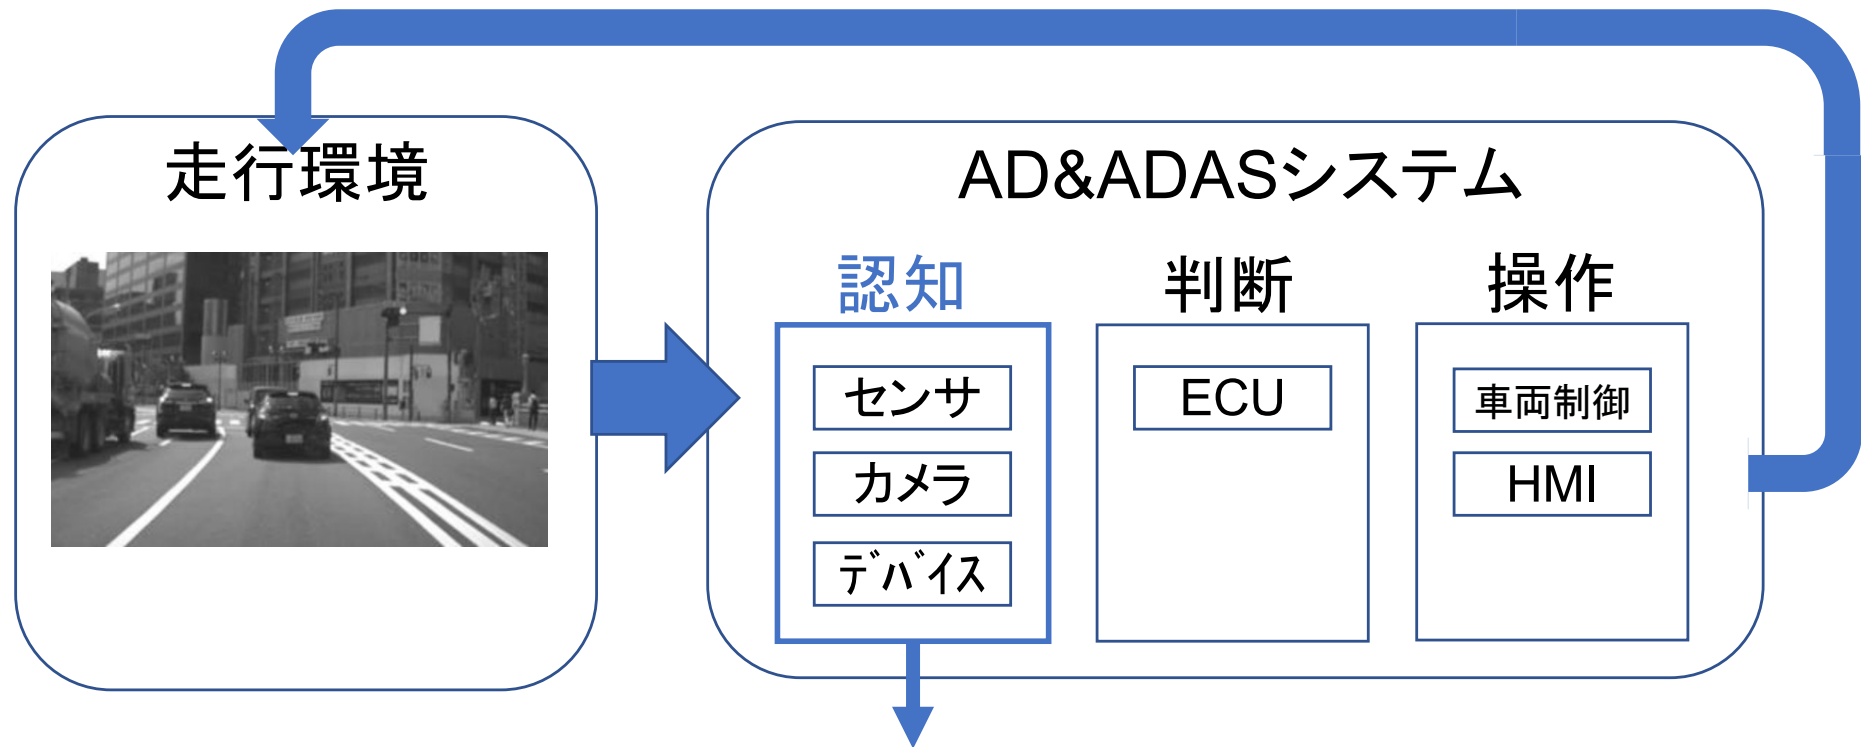 走行環境
AD&ADASシステム
認知
判断
操作
センサ
カメラ
ﾃﾞﾊﾞｲｽ
ECU
車両制御
HMI